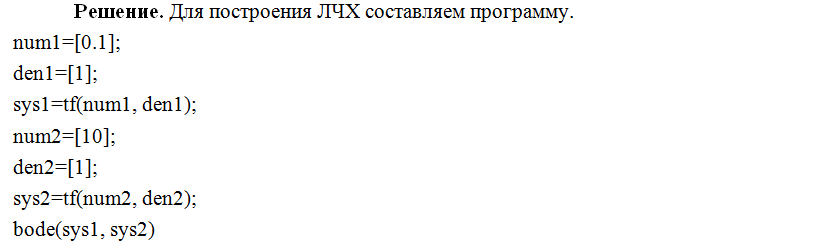 Решение. Для построения ЛЧХ составляем программу.
num1=[0.1];
den1=[1];
sys1=tf(num1, den1);
num2=[10];
den2=[1];
sys2=tf(num2, den2);
bode(sys1, sys2)